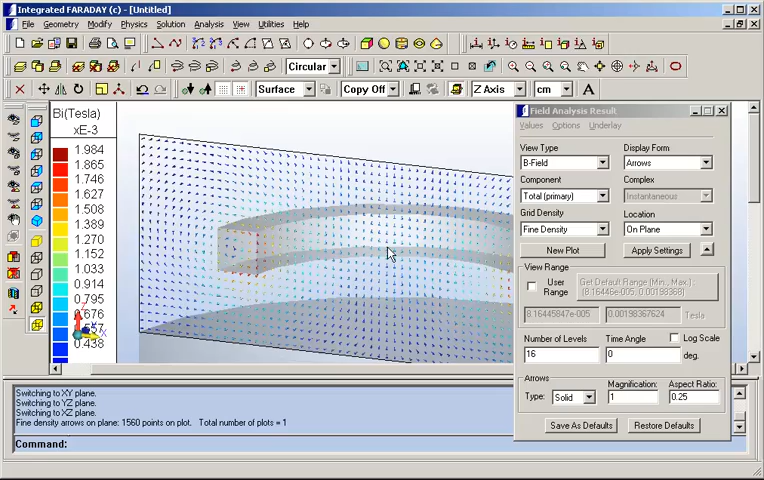 Integrated FARADAY (c) - [Untitled]
File Geometry Modify Physics Solution Analysis View Utilities Help
Circular
Surface Copy Off Z Axis cm A
Bi(Tesla)
xE-3
1.984
1.865
1.746
1.627
1.508
1.389
1.270
1.152
1.033
0.914
0.795
0.676
0.557
0.438
Field Analysis Result
Values Options Underlay
View Type Display Form
B-Field Arrows
Component Complex
Total (primary) Instantaneous
Grid Density Location
Fine Density On Plane
New Plot Apply Settings
View Range
User Range
Get Default Range (Min., Max.)
[8.16446e-005, 0.00198368]
8.16445847e-005 0.00198367624 Tesla
Number of Levels Time Angle Log Scale
16 0 deg.
Arrows
Type: Solid Magnification: 1 Aspect Ratio: 0.25
Save As Defaults Restore Defaults
Switching to XY plane.
Switching to YZ plane.
Switching to XZ plane.
Fine density arrows on plane: 1560 points on plot. Total number of plots = 1
Command: